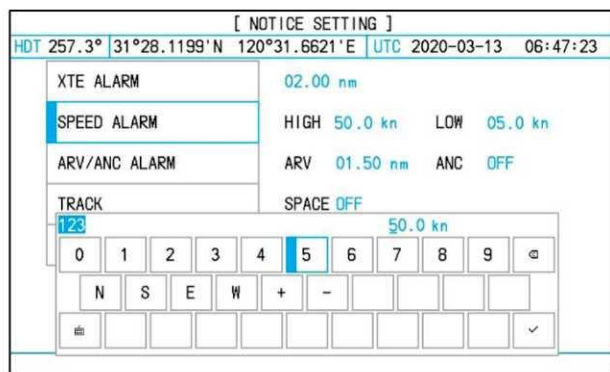 [ NOTICE SETTING ]
HDT 257.3° 31°28.1199'N 120°31.6621'E UTC 2020-03-13 06:47:23
XTE ALARM 02.00 nm
SPEED ALARM HIGH 50.0 kn LOW 05.0 kn
ARV/ANC ALARM ARV 01.50 nm ANC OFF
TRACK SPACE OFF
123 50.0 kn
0 1 2 3 4 5 6 7 8 9
N S E W + -